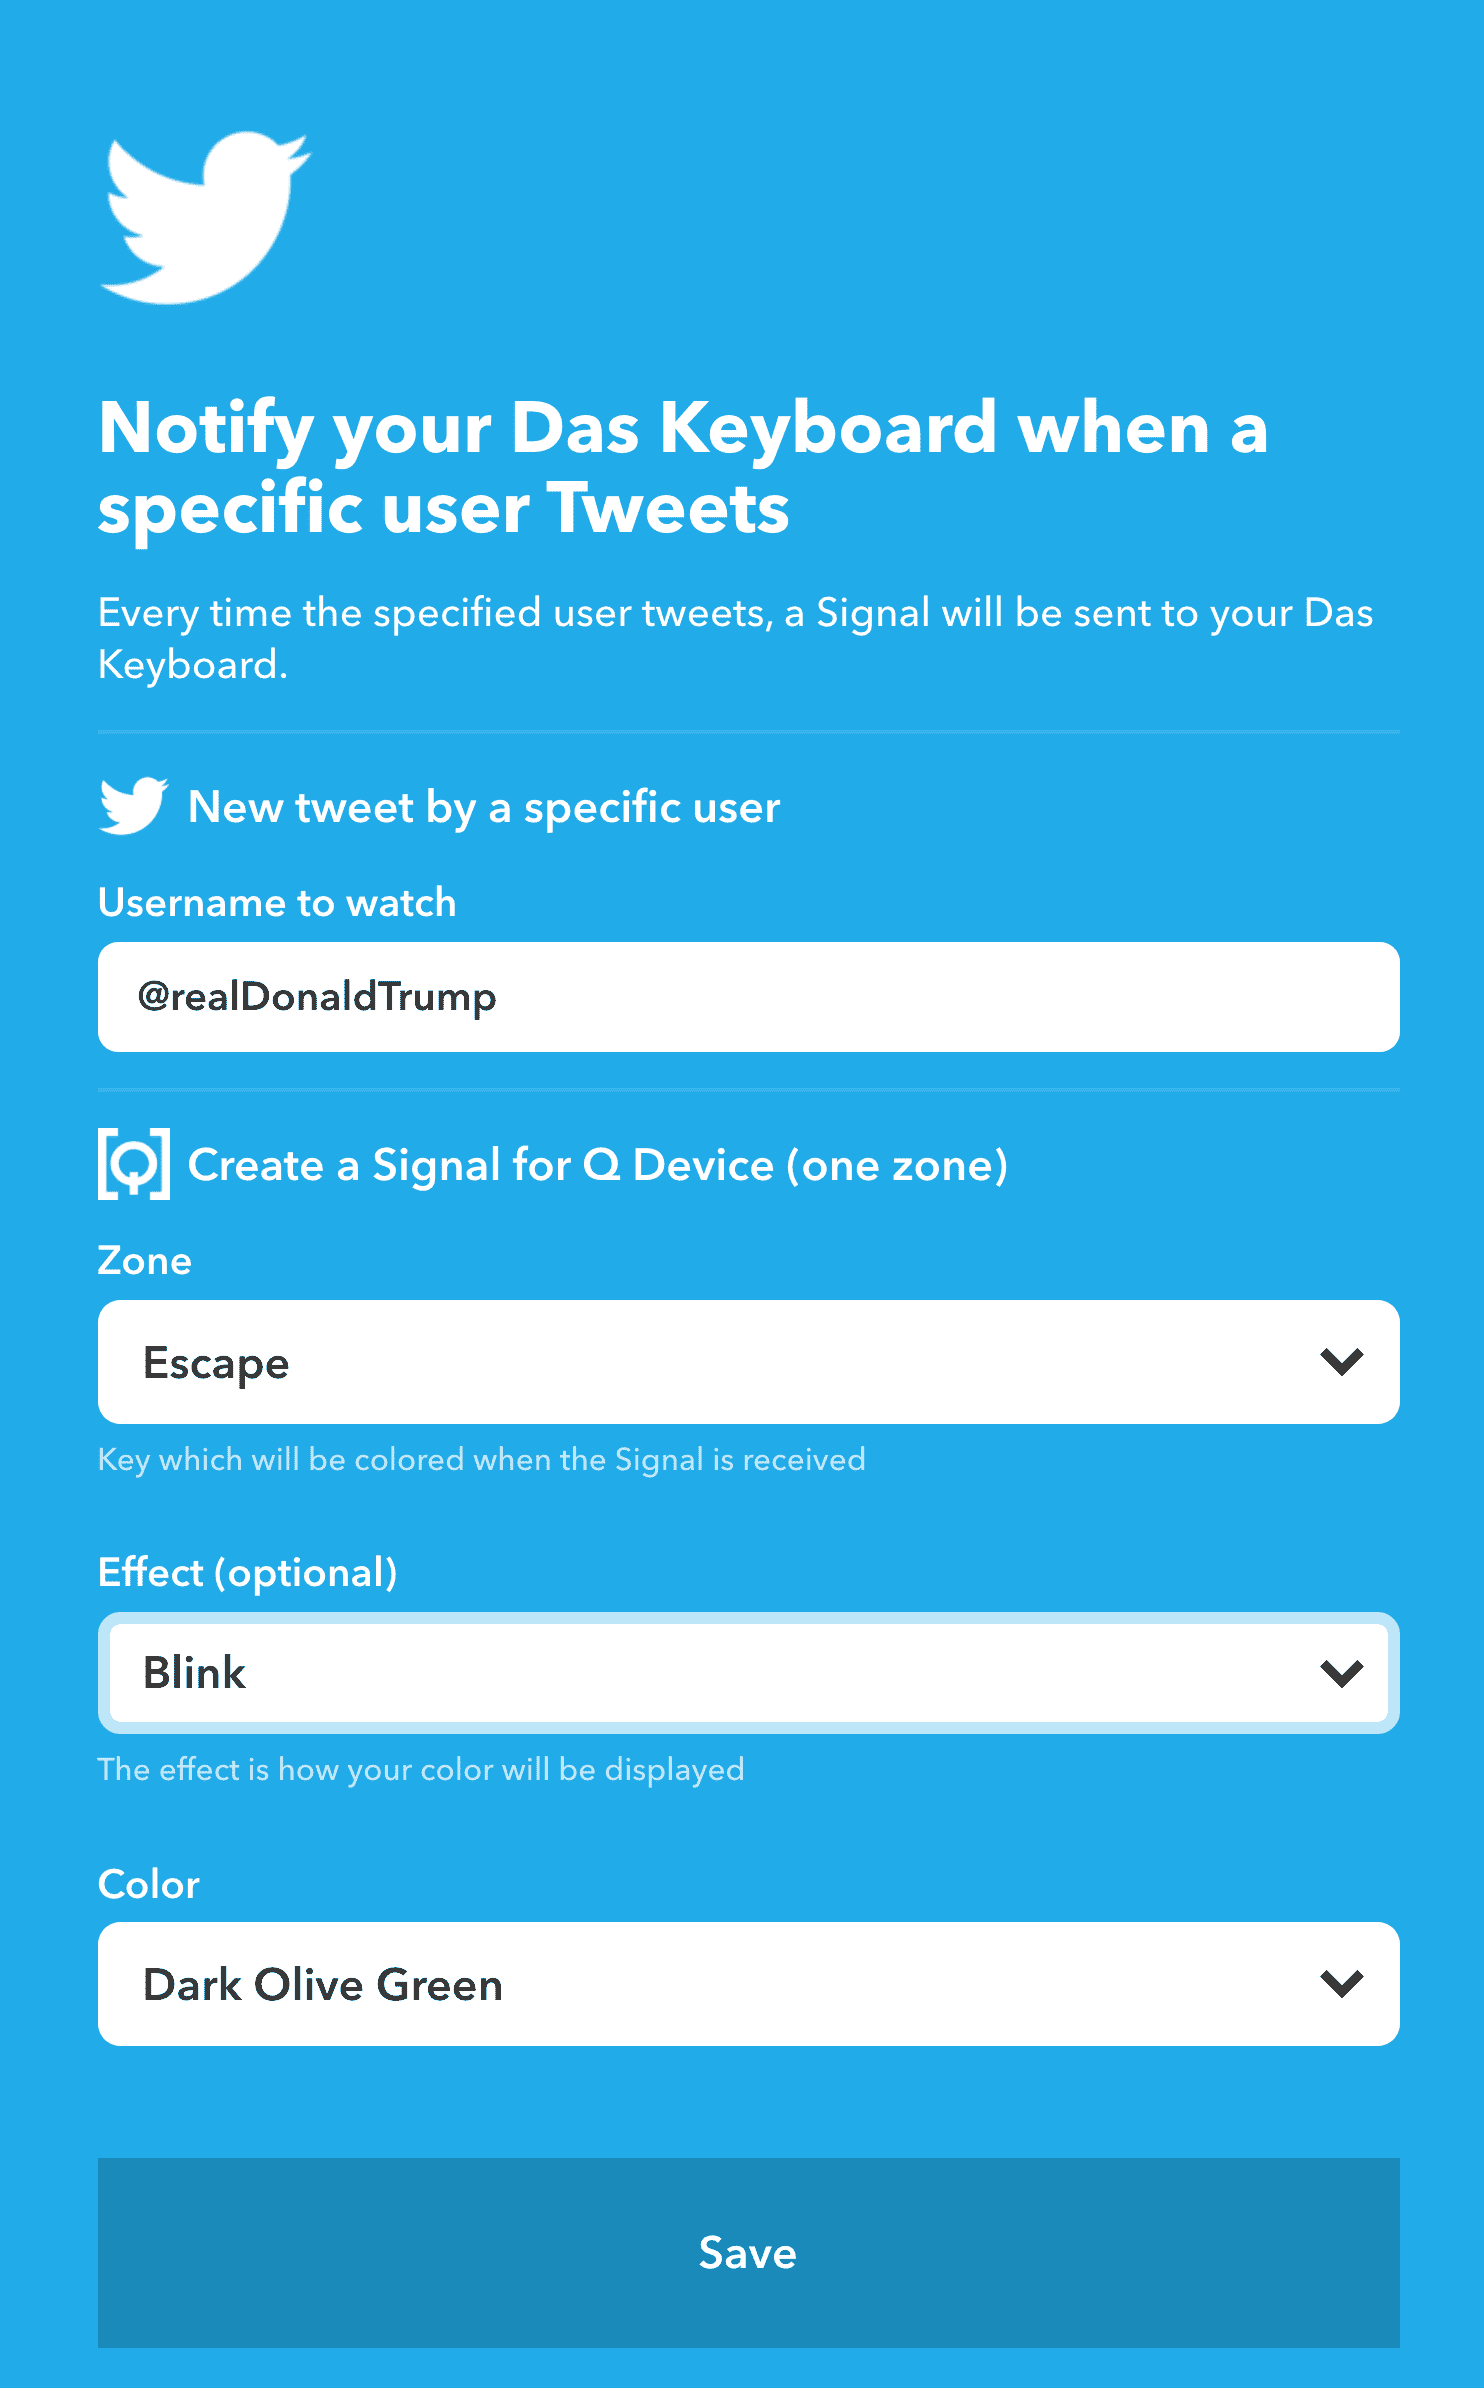 Notify your Das Keyboard when a
specific user Tweets
Every time the specified user tweets, a Signal will be sent to your Das
Keyboard.
New tweet by a specific user
Username to watch
@realDonaldTrump
[Q] Create a Signal for Q Device (one zone)
Zone
Escape
Key which will be colored when the Signal is received
Effect (optional)
Blink
The effect is how your color will be displayed
Color
Dark Olive Green
Save